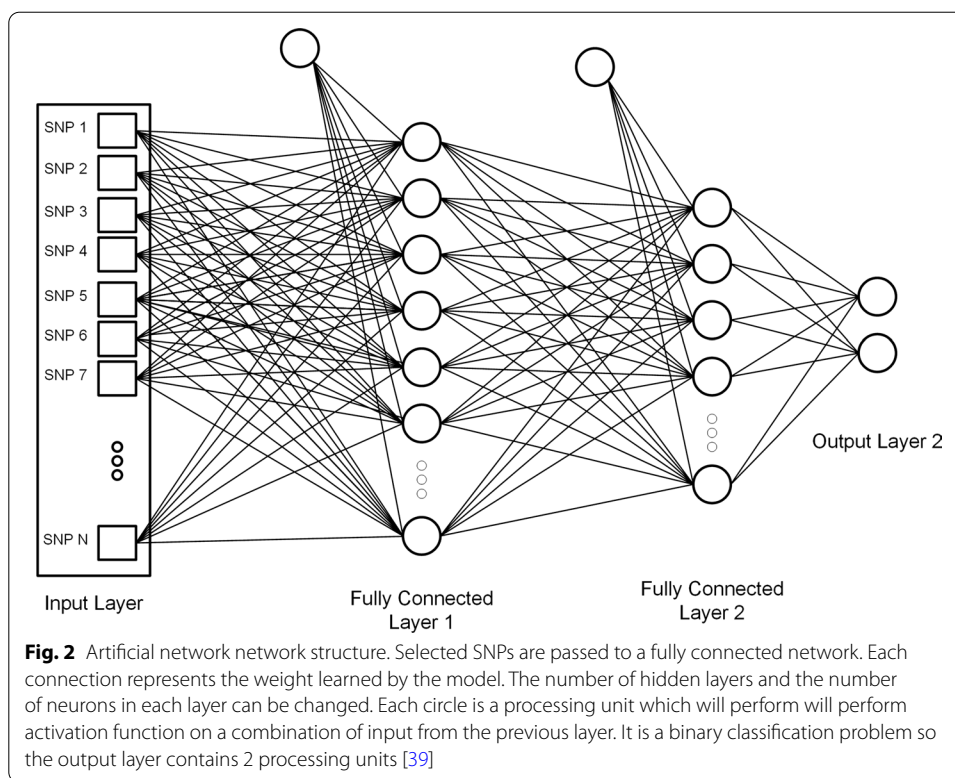 SNP 1
SNP 2
SNP 3
SNP 4
SNP 5
SNP 6
SNP 7
SNP N
Input Layer
Fully Connected
Layer 1
Fully Connected
Layer 2
Output Layer 2
Fig. 2 Artificial network network structure. Selected SNPs are passed to a fully connected network. Each
connection represents the weight learned by the model. The number of hidden layers and the number
of neurons in each layer can be changed. Each circle is a processing unit which will perform will perform
activation function on a combination of input from the previous layer. It is a binary classification problem so
the output layer contains 2 processing units [39]